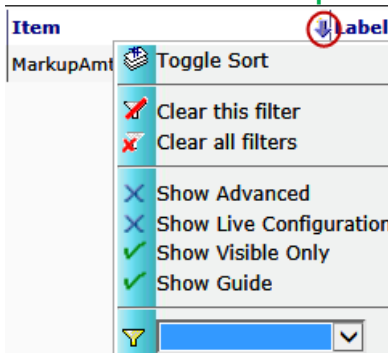 Item Label
MarkupAmt
Toggle Sort
Clear this filter
Clear all filters
Show Advanced
Show Live Configuration
Show Visible Only
Show Guide